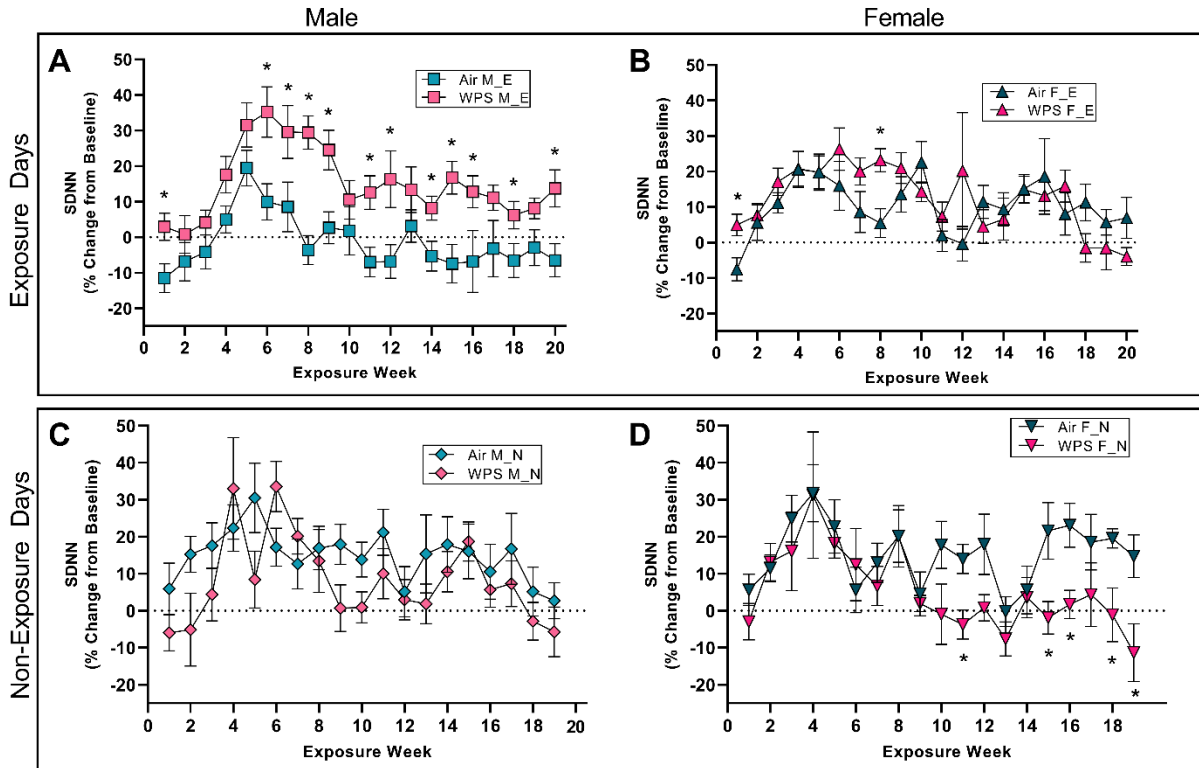 Male
Female
Exposure Days
A
50
40
30
20
10
0
-10
-20
SDNN
(% Change from Baseline)
Air M_E
WPS M_E
* * * * * * * * * * * *
0 2 4 6 8 10 12 14 16 18 20
Exposure Week
B
50
40
30
20
10
0
-10
-20
SDNN
(% Change from Baseline)
Air F_E
WPS F_E
* *
0 2 4 6 8 10 12 14 16 18 20
Exposure Week
Non-Exposure Days
C
50
40
30
20
10
0
-10
-20
SDNN
(% Change from Baseline)
Air M_N
WPS M_N
0 2 4 6 8 10 12 14 16 18 20
Exposure Week
D
50
40
30
20
10
0
-10
-20
SDNN
(% Change from Baseline)
Air F_N
WPS F_N
* * * * *
0 2 4 6 8 10 12 14 16 18
Exposure Week